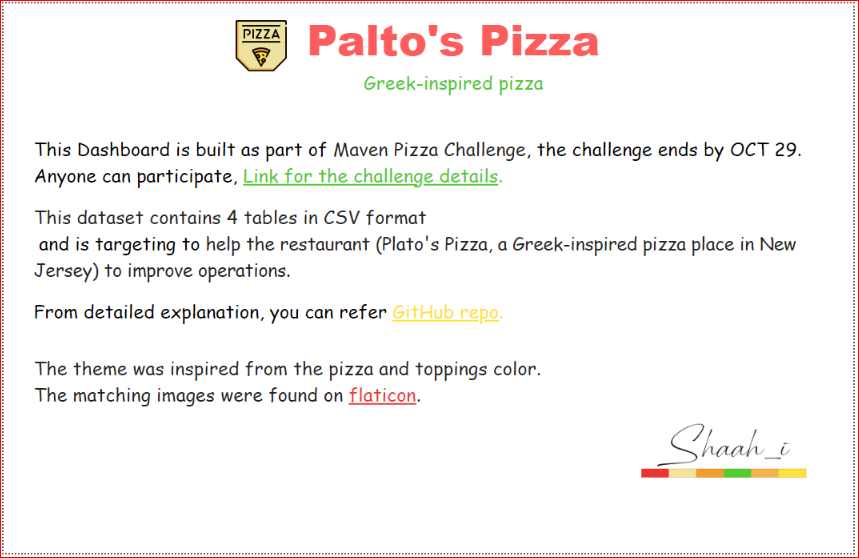 PIZZA
Palto's Pizza
Greek-inspired pizza
This Dashboard is built as part of Maven Pizza Challenge, the challenge ends by OCT 29.
Anyone can participate, Link for the challenge details.
This dataset contains 4 tables in CSV format
and is targeting to help the restaurant (Plato's Pizza, a Greek-inspired pizza place in New
Jersey) to improve operations.
From detailed explanation, you can refer GitHub repo.
The theme was inspired from the pizza and toppings color.
The matching images were found on flaticon.
Shaah_i